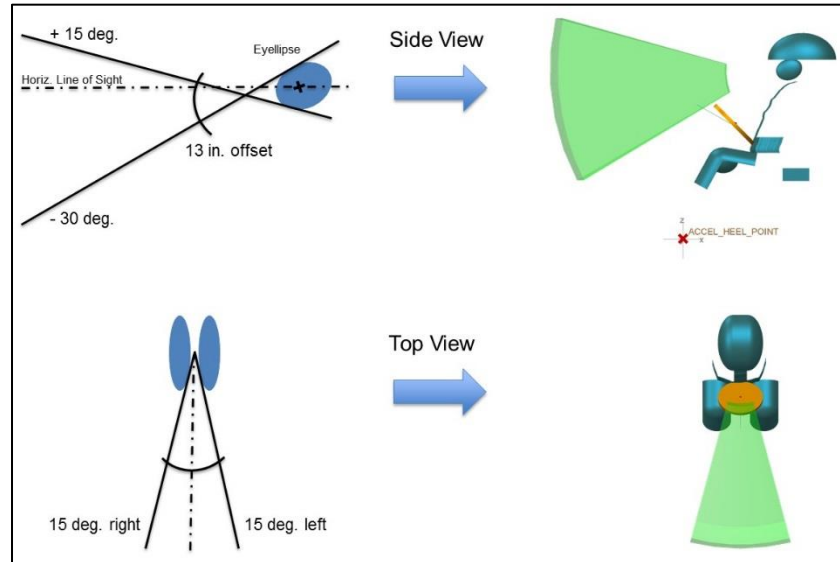 + 15 deg.
Eyellipse
Side View
Horiz. Line of Sight
13 in. offset
- 30 deg.
z
ACCEL_HEEL_POINT
x
Top View
15 deg. right
15 deg. left